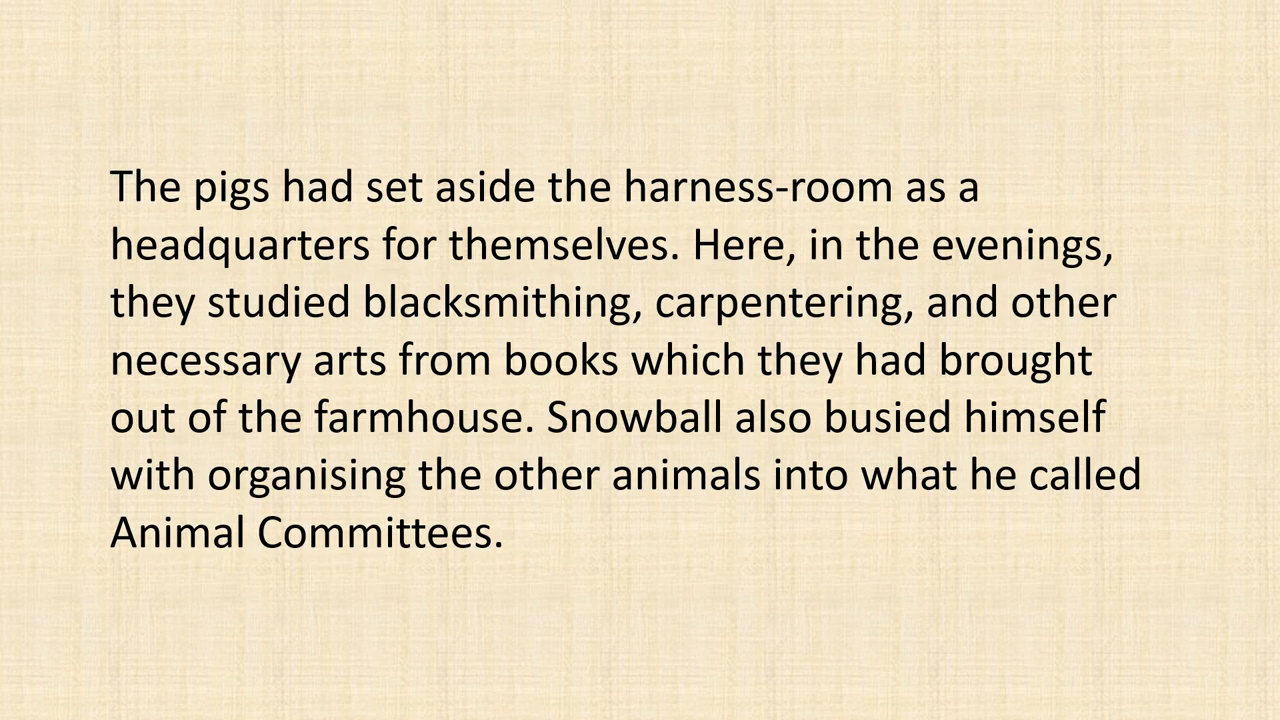 The pigs had set aside the harness-room as a
headquarters for themselves. Here, in the evenings,
they studied blacksmithing, carpentering, and other
necessary arts from books which they had brought
out of the farmhouse. Snowball also busied himself
with organising the other animals into what he called
Animal Committees.